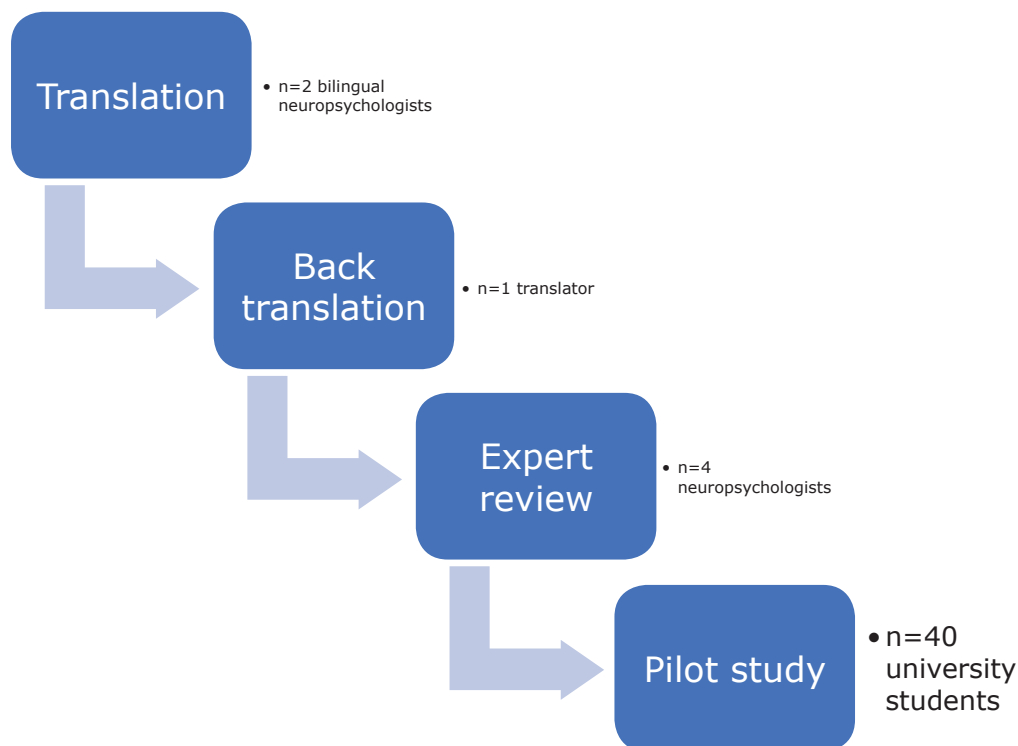 Translation
• n=2 bilingual
neuropsychologists
Back
translation
• n=1 translator
Expert
review
• n=4
neuropsychologists
Pilot study
• n=40
university
students